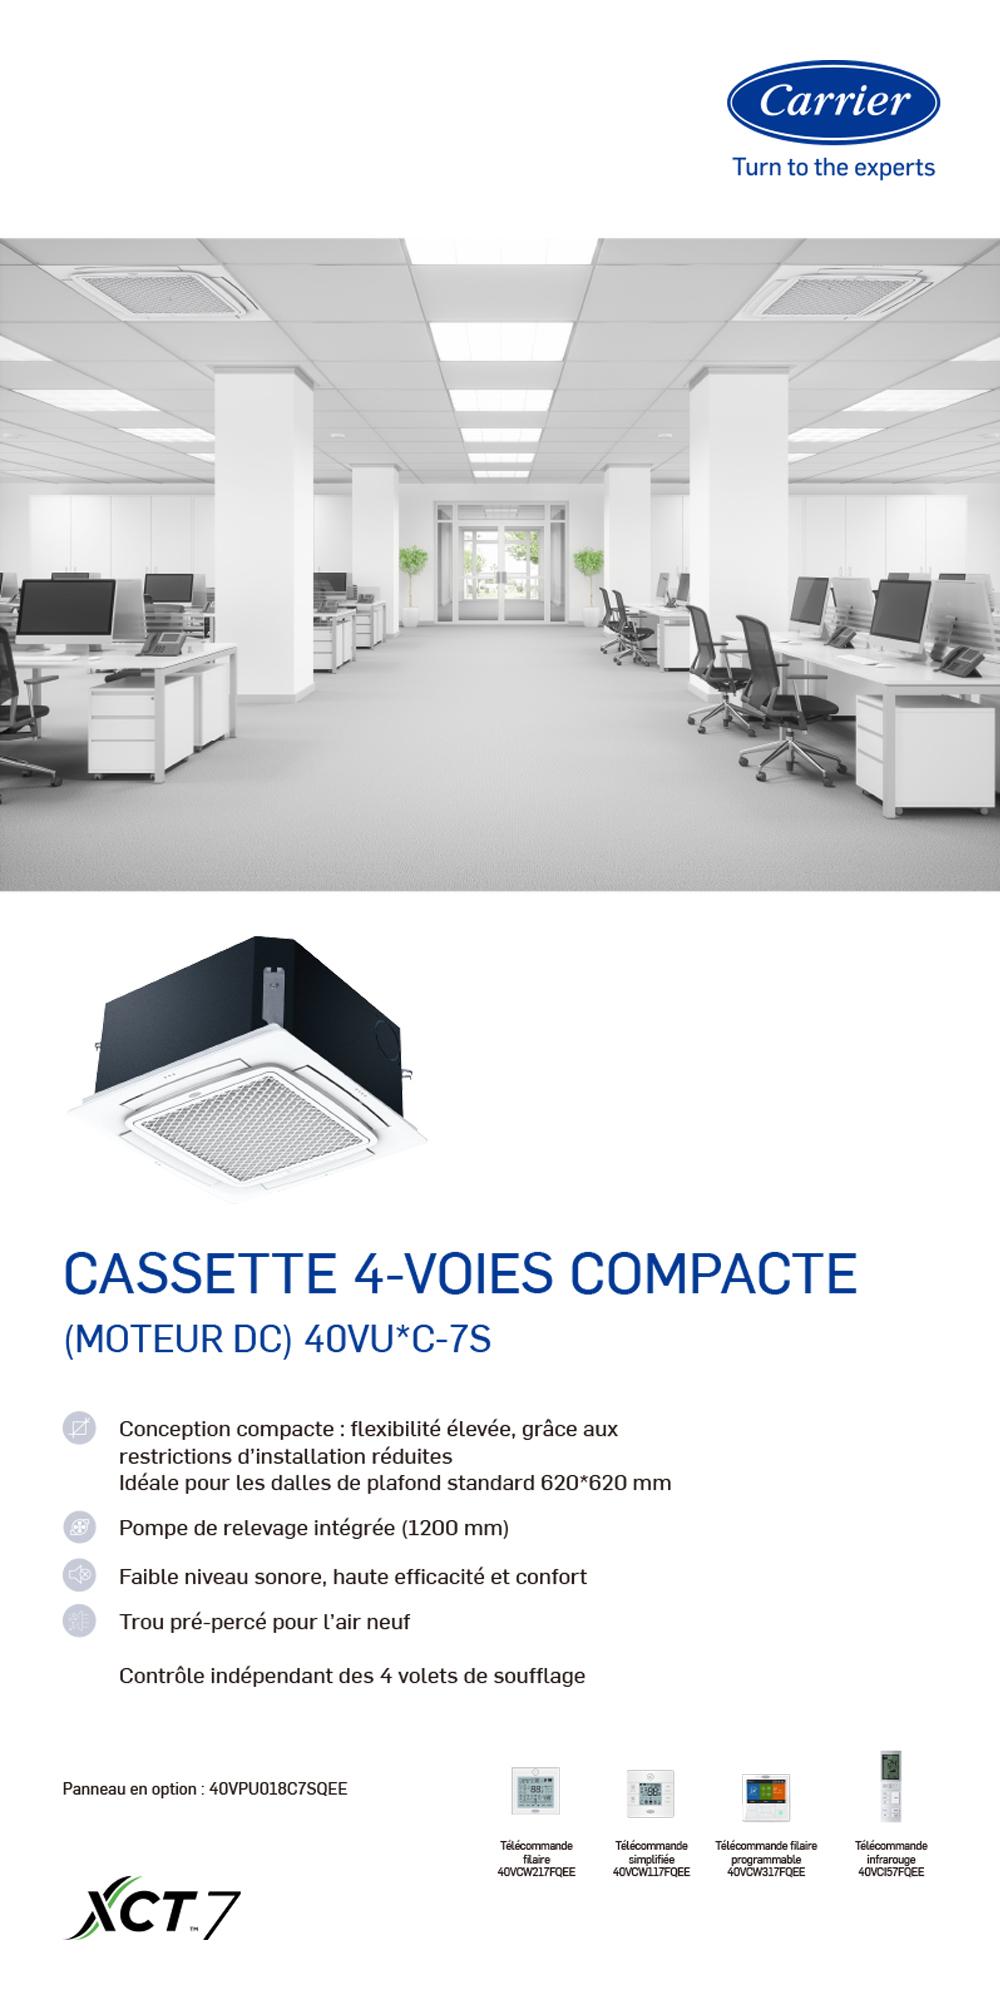 Carrier
Turn to the experts
CASSETTE 4-VOIES COMPACTE
(MOTEUR DC) 40VU*C-7S
Conception compacte : flexibilité élevée, grâce aux
restrictions d'installation réduites
Idéale pour les dalles de plafond standard 620*620 mm
Pompe de relevage intégrée (1200 mm)
Faible niveau sonore, haute efficacité et confort
Trou pré-percé pour l'air neuf
Contrôle indépendant des 4 volets de soufflage
Panneau en option : 40VPU018C7SQEE
Télécommande
filaire
40VCW217FQEE
Télécommande
simplifiée
40VCW117FQEE
Télécommande filaire
programmable
40VCW317FQEE
Télécommande
infrarouge
40VCI57FQEE
XCT™ 7